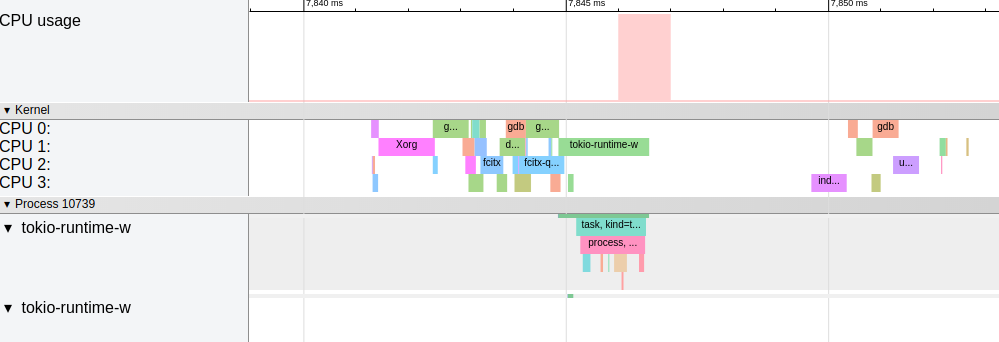 7,840 ms 7,845 ms 7,850 ms
CPU usage
▼ Kernel
CPU 0: g... gdb g... gdb
CPU 1: Xorg d... tokio-runtime-w
CPU 2: fcitx fcitx-q... u...
CPU 3: ind...
▼ Process 10739
▼ tokio-runtime-w task, kind=t...
process, ...
▼ tokio-runtime-w